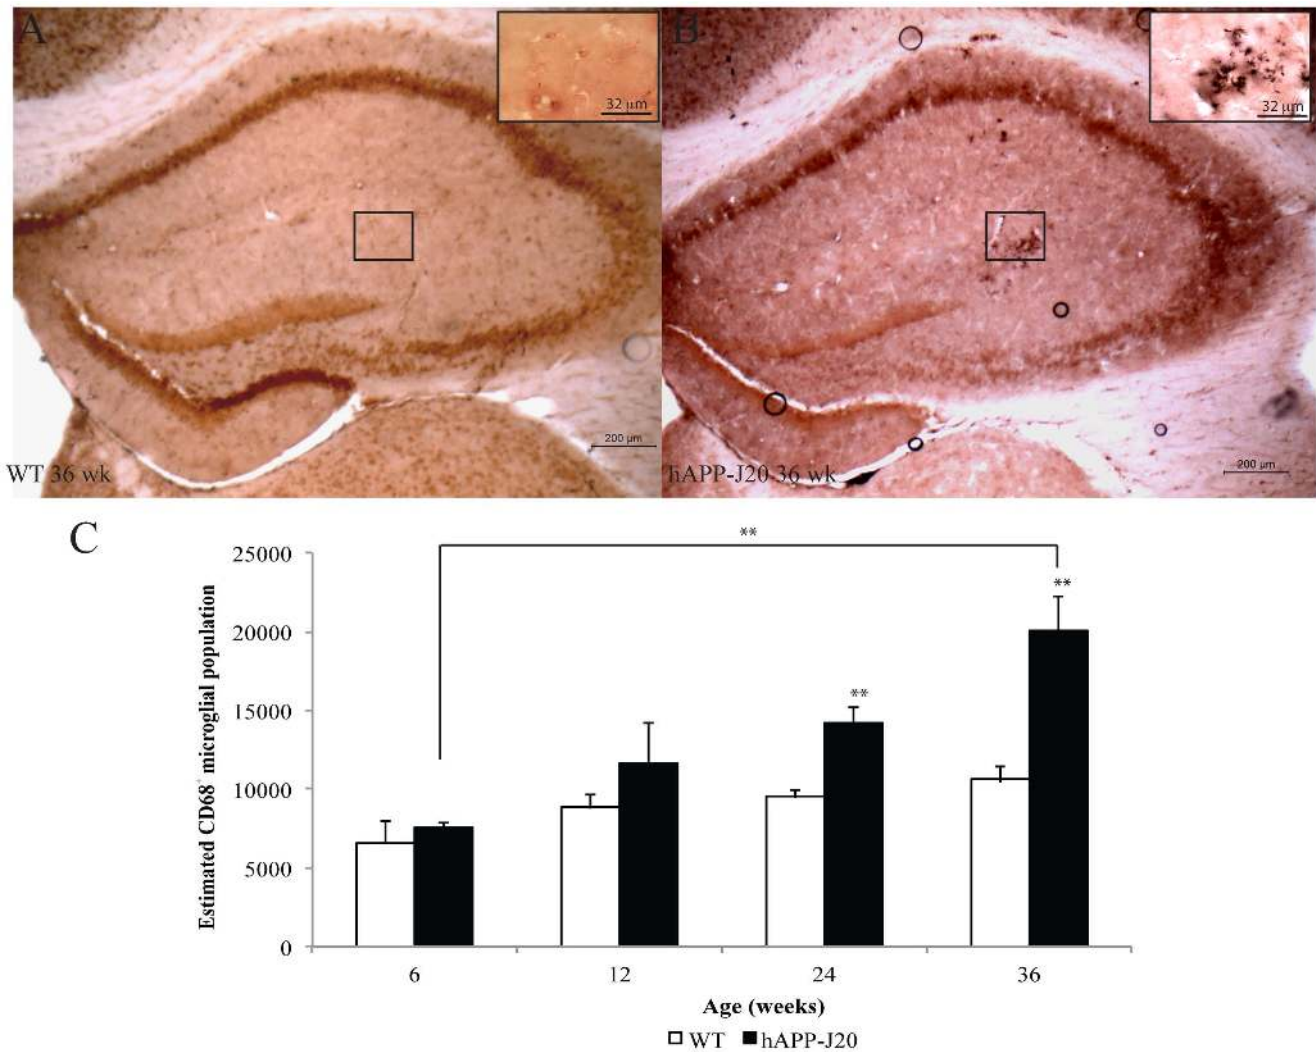 A
32 µm
200 µm
WT 36 wk
B
32 µm
200 µm
hAPP-J20 36 wk
C
**
25000
20000
15000
10000
5000
0
**
**
Estimated CD68⁺ microglial population
6 12 24 36
Age (weeks)
WT hAPP-J20